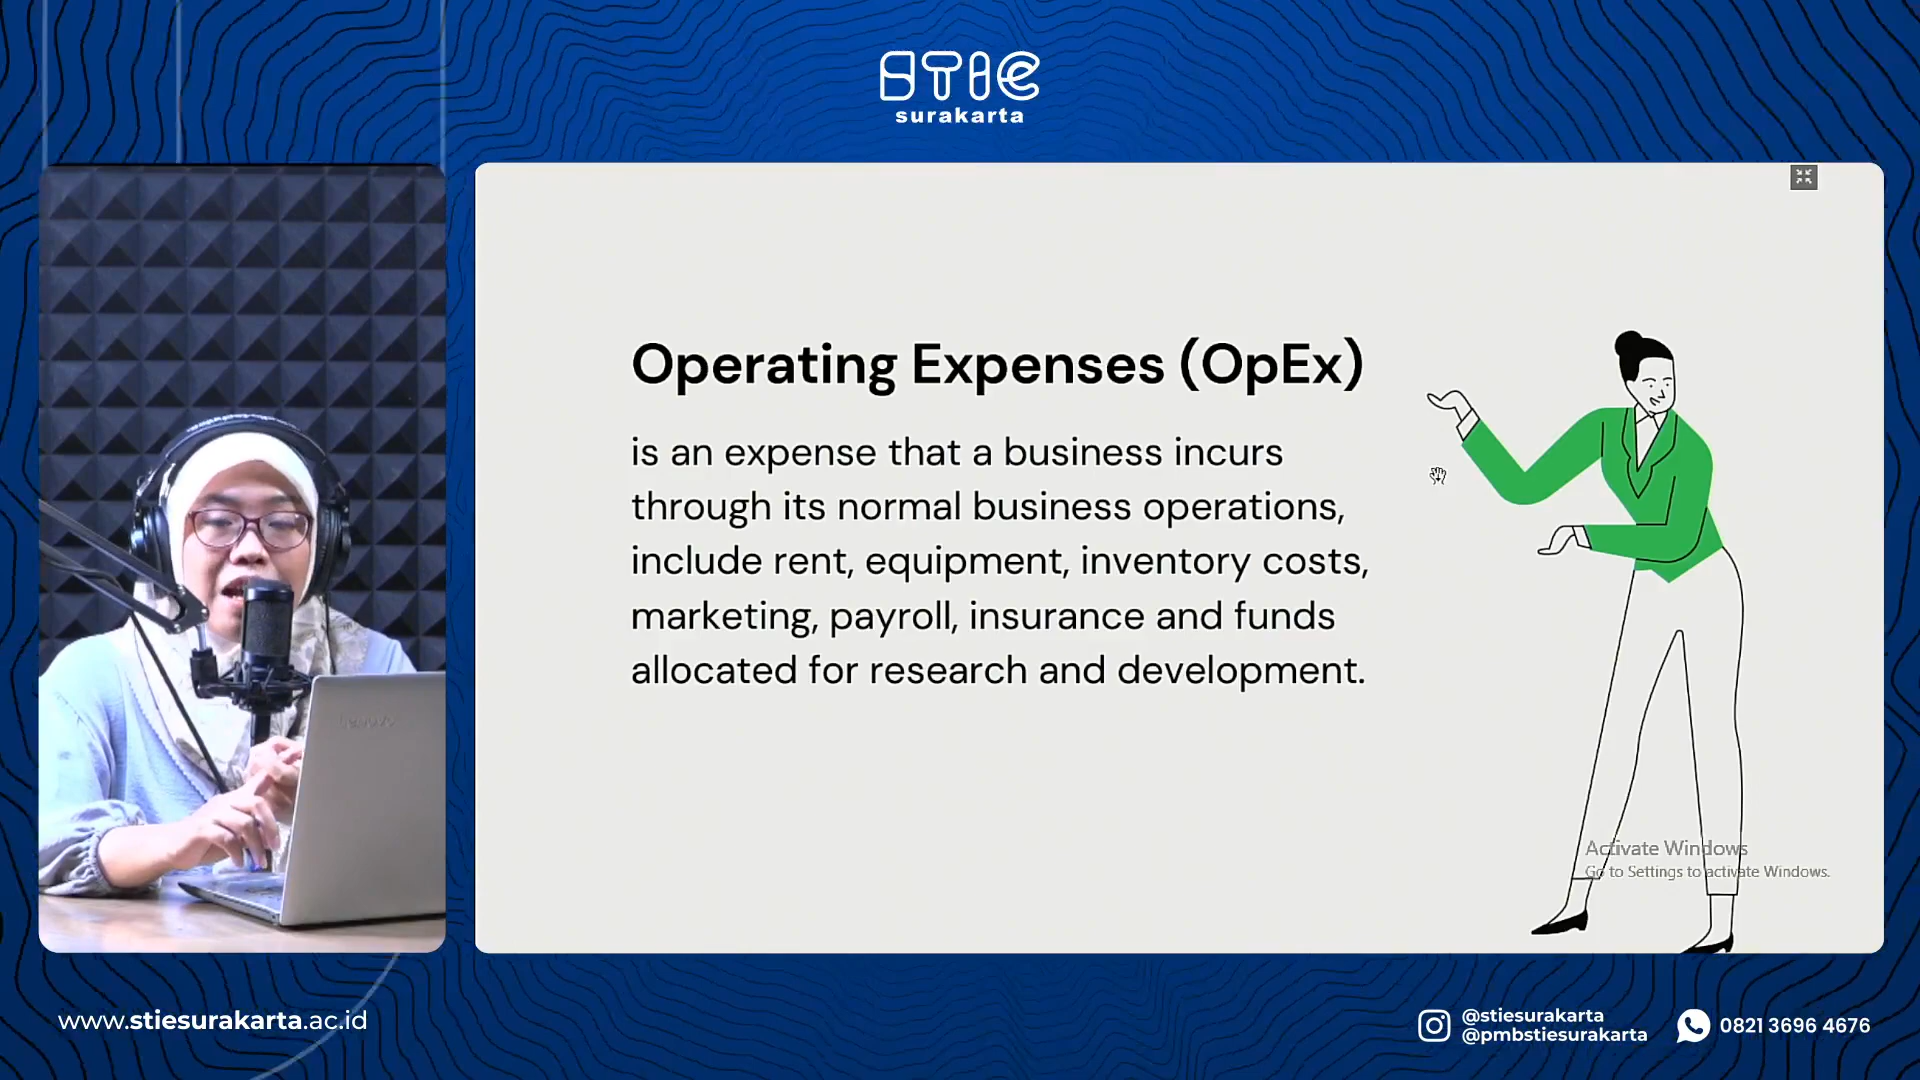 STIE
surakarta
Operating Expenses (OpEx)
is an expense that a business incurs
through its normal business operations,
include rent, equipment, inventory costs,
marketing, payroll, insurance and funds
allocated for research and development.
Activate Windows
Go to Settings to activate Windows.
www.stiesurakarta.ac.id
@stiesurakarta
@pmbstiesurakarta
0821 3696 4676